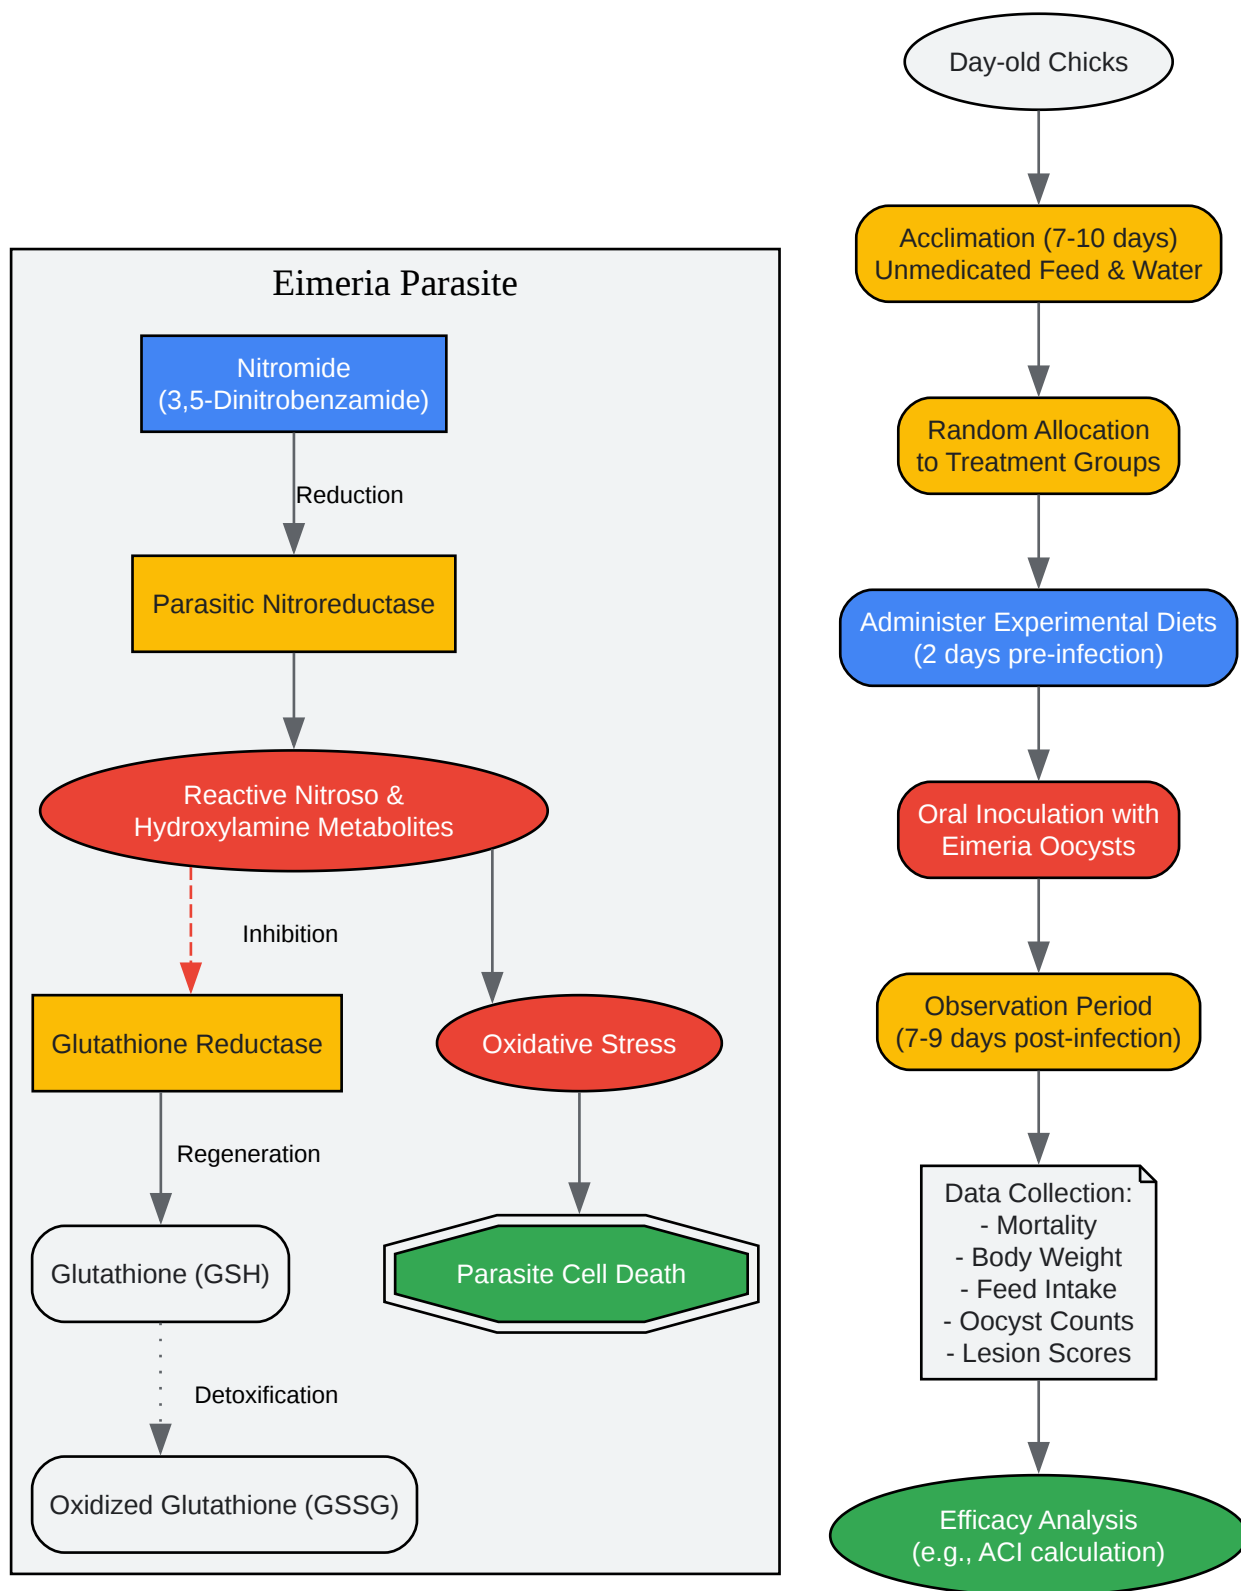 Eimeria Parasite
Nitromide
(3,5-Dinitrobenzamide)
Reduction
Parasitic Nitroreductase
Reactive Nitroso &
Hydroxylamine Metabolites
Inhibition
Glutathione Reductase
Oxidative Stress
Regeneration
Glutathione (GSH)
Parasite Cell Death
Detoxification
Oxidized Glutathione (GSSG)
Day-old Chicks
Acclimation (7-10 days)
Unmedicated Feed & Water
Random Allocation
to Treatment Groups
Administer Experimental Diets
(2 days pre-infection)
Oral Inoculation with
Eimeria Oocysts
Observation Period
(7-9 days post-infection)
Data Collection:
- Mortality
- Body Weight
- Feed Intake
- Oocyst Counts
- Lesion Scores
Efficacy Analysis
(e.g., ACI calculation)